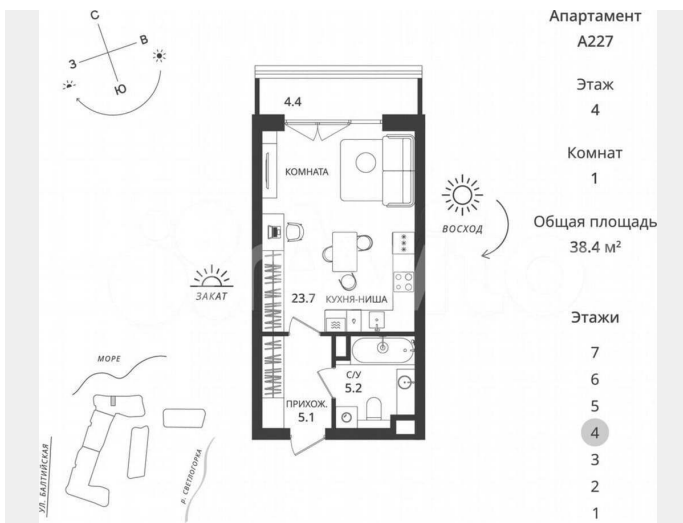 С
В
З
Ю
Апартамент
А227
Этаж
4
Комнат
1
Общая площадь
38.4 м²
4.4
КОМНАТА
ВОСХОД
ЗАКАТ
23.7 КУХНЯ-НИША
С/У
5.2
ПРИХОЖ.
5.1
МОРЕ
УЛ. БАЛТИЙСКАЯ
р. СВЕТЛОГОРКА
Этажи
7
6
5
4
3
2
1